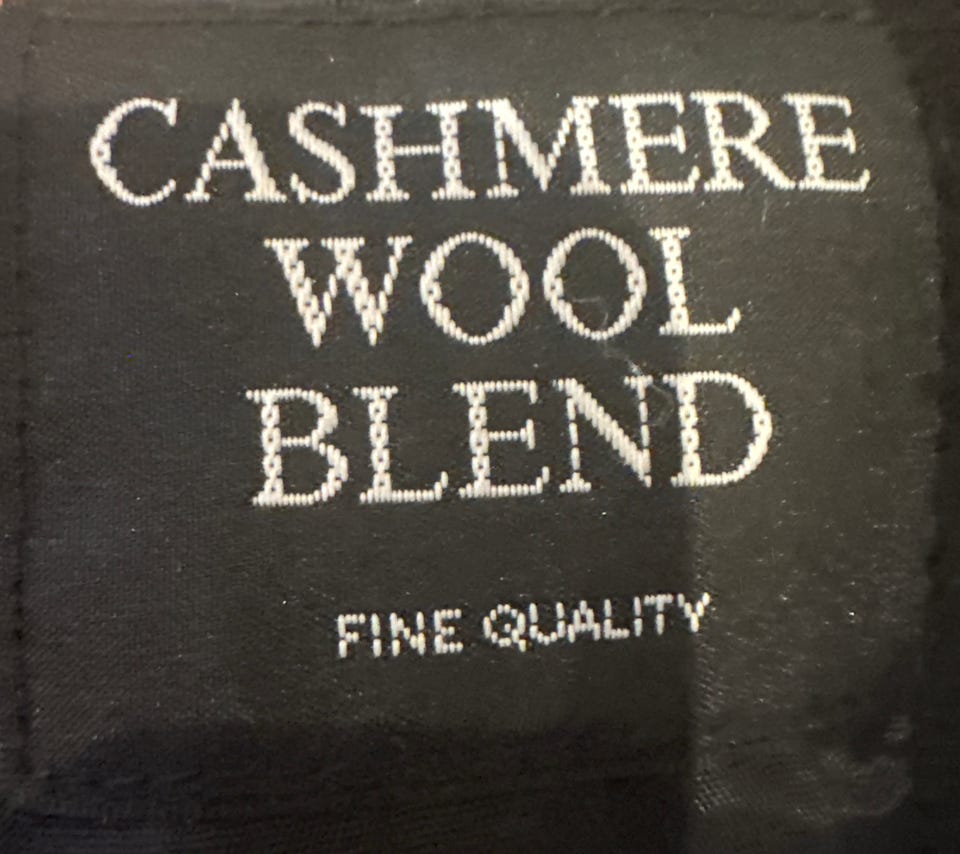 CASHMERE
WOOL
BLEND
FINE QUALITY